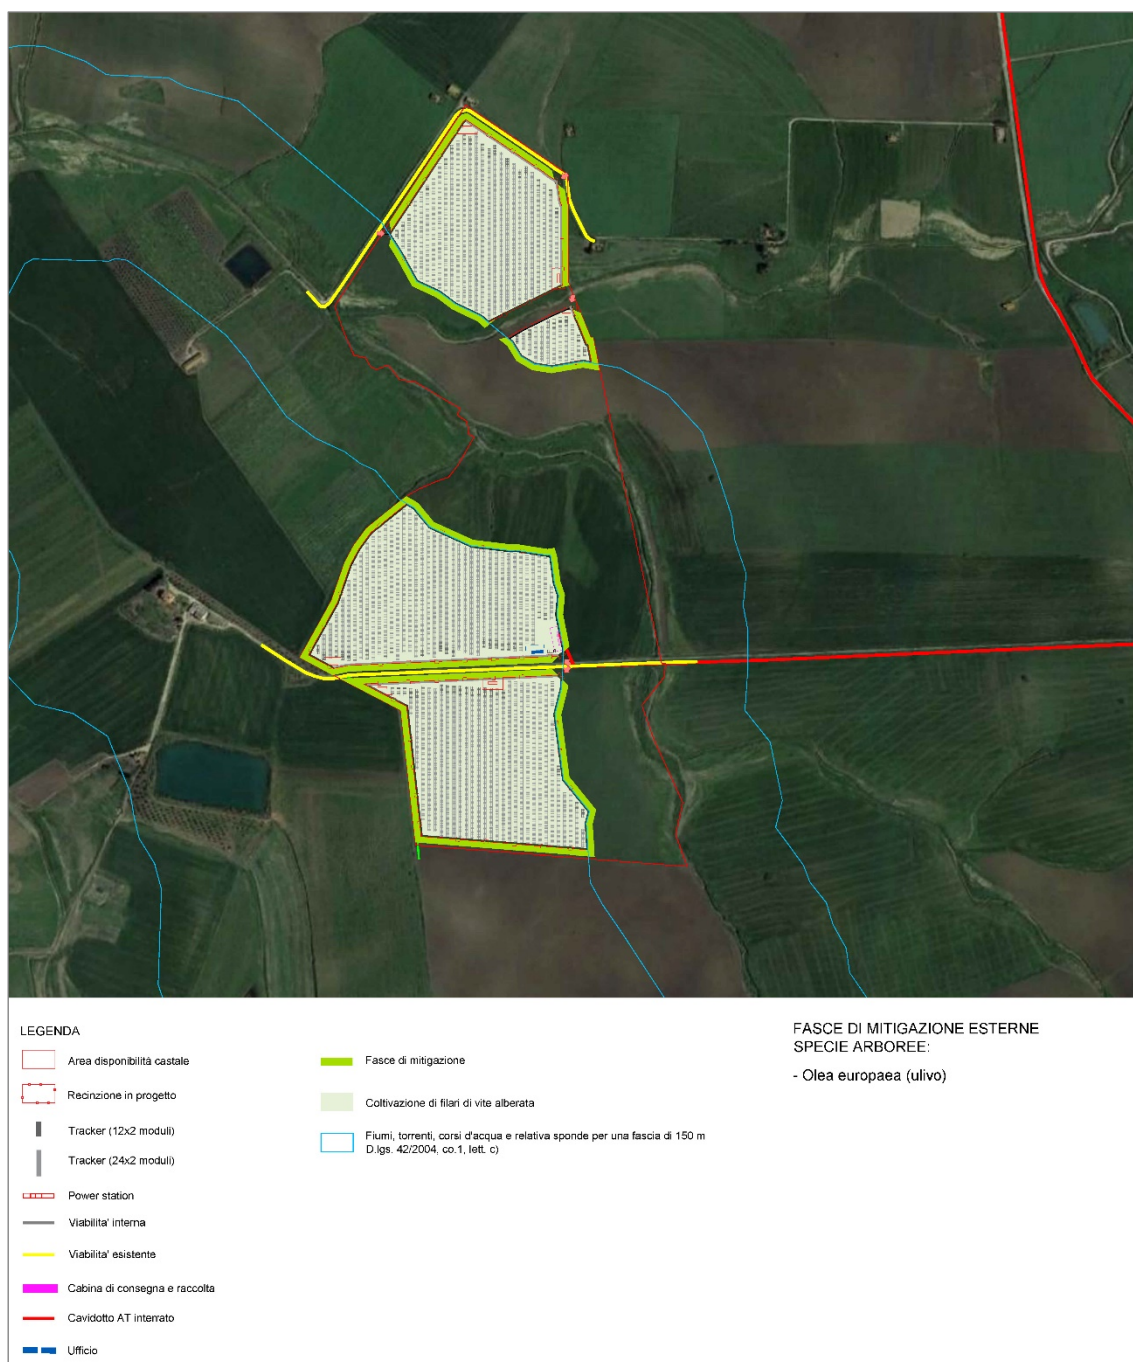 LEGENDA
Area disponibilità castale
Recinzione in progetto
Tracker (12x2 moduli)
Tracker (24x2 moduli)
Power station
Viabilita' interna
Viabilita' esistente
Cabina di consegna e raccolta
Cavidotto AT interrato
Ufficio
Fasce di mitigazione
Coltivazione di filari di vite alberata
Fiumi, torrenti, corsi d'acqua e relativa sponde per una fascia di 150 m
D.lgs. 42/2004, co.1, lett. c)
FASCE DI MITIGAZIONE ESTERNE
SPECIE ARBOREE:
- Olea europaea (ulivo)